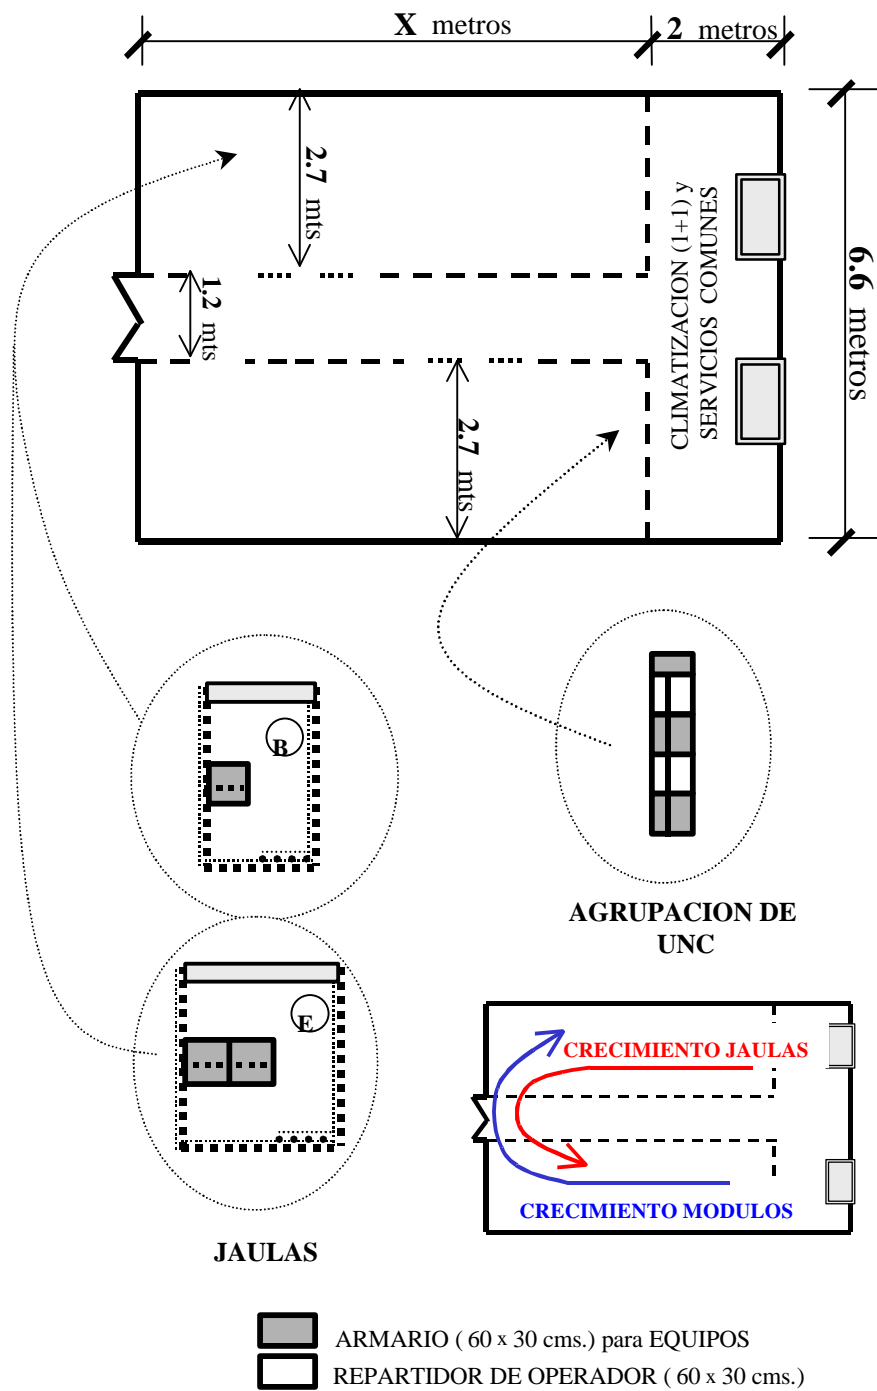 X metros
2 metros
2.7 mts
CLIMATIZACION (1+1) y
SERVICIOS COMUNES
6.6 metros
1.2 mts
2.7 mts
B
AGRUPACION DE
UNC
E
CRECIMIENTO JAULAS
CRECIMIENTO MODULOS
JAULAS
ARMARIO ( 60 x 30 cms.) para EQUIPOS
REPARTIDOR DE OPERADOR ( 60 x 30 cms.)